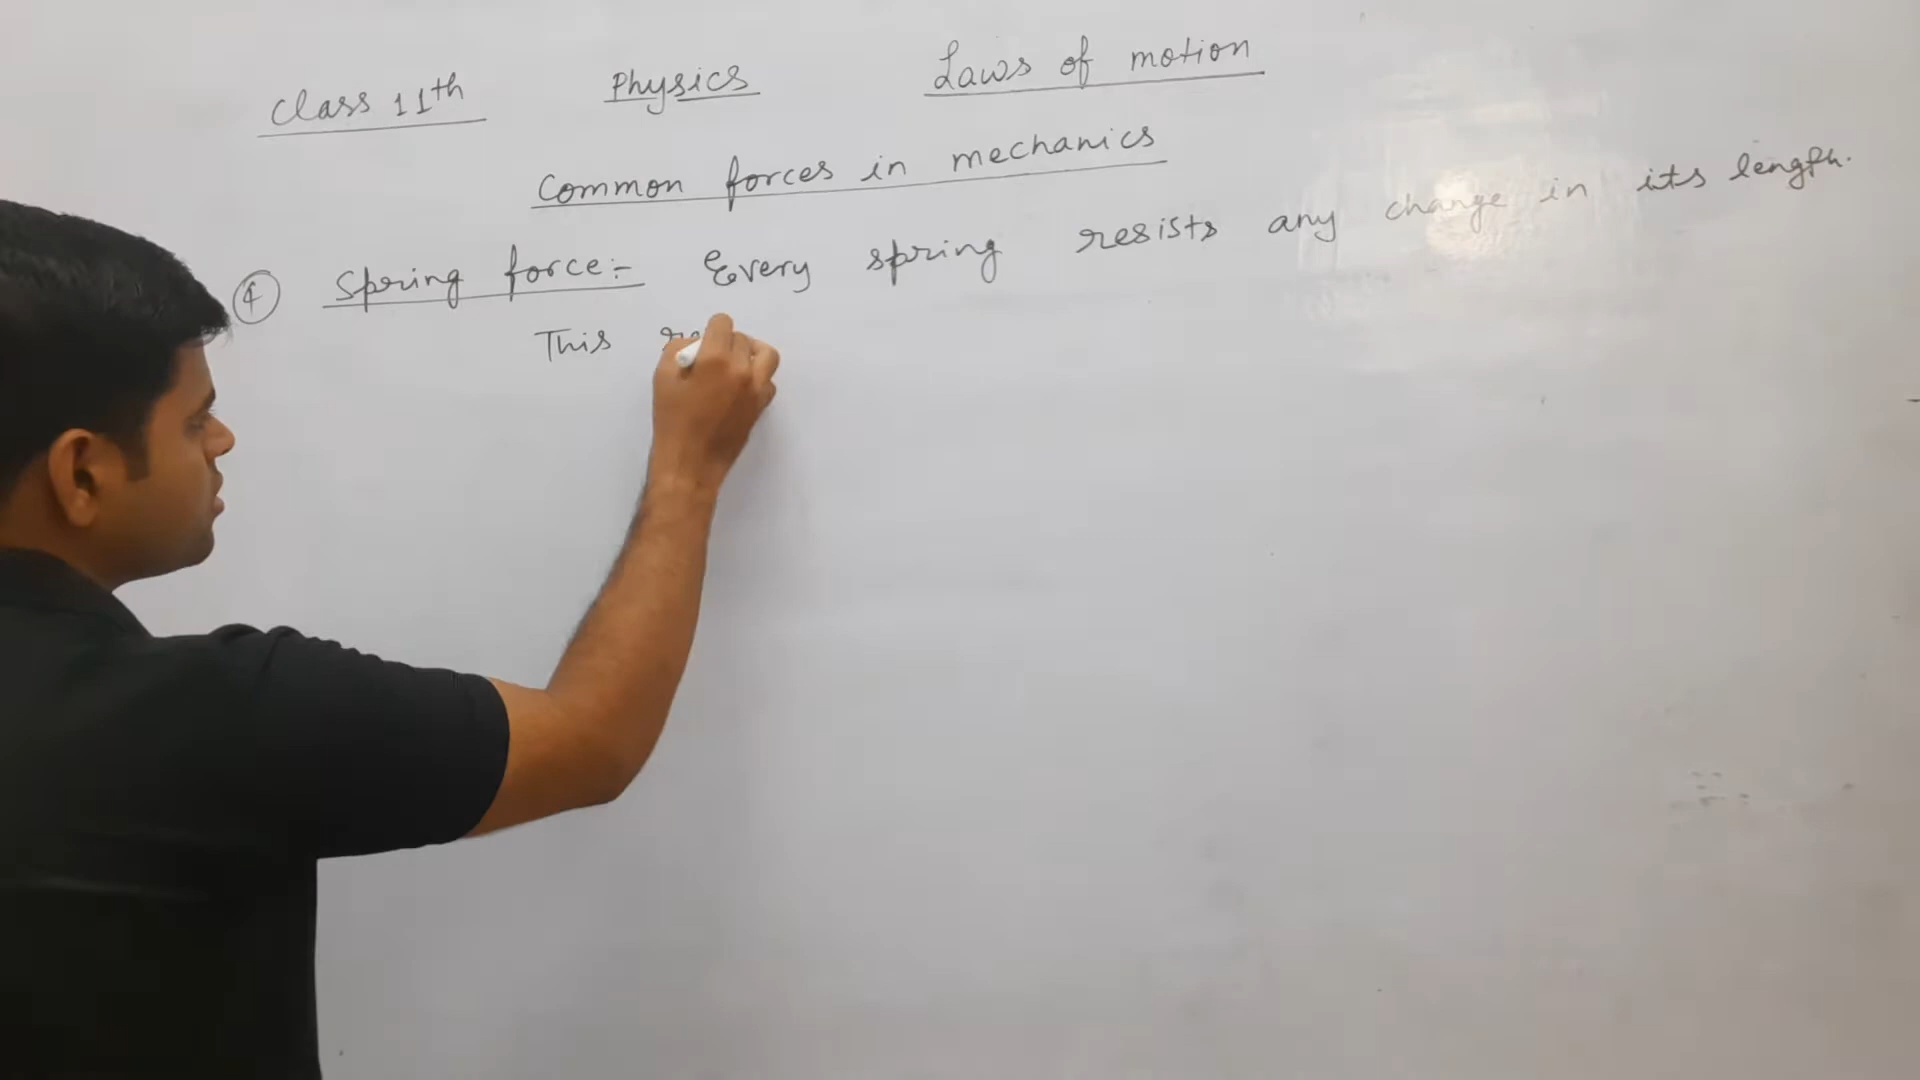 Class 11th Physics Laws of motion
Common forces in mechanics
4 Spring force:- Every spring resists any change in its length.
This